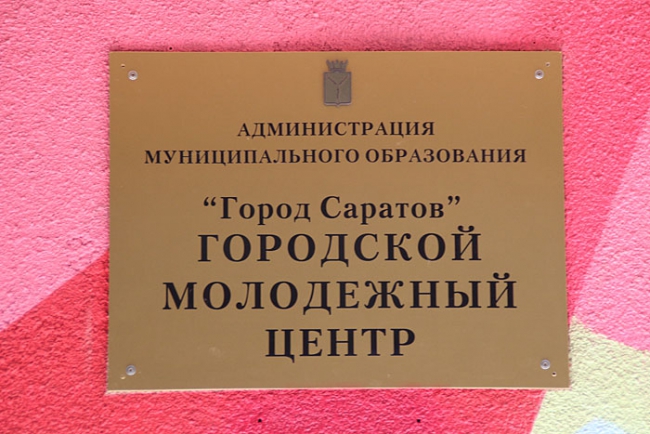 АДМИНИСТРАЦИЯ
МУНИЦИПАЛЬНОГО ОБРАЗОВАНИЯ
“Город Саратов”
ГОРОДСКОЙ
МОЛОДЕЖНЫЙ
ЦЕНТР